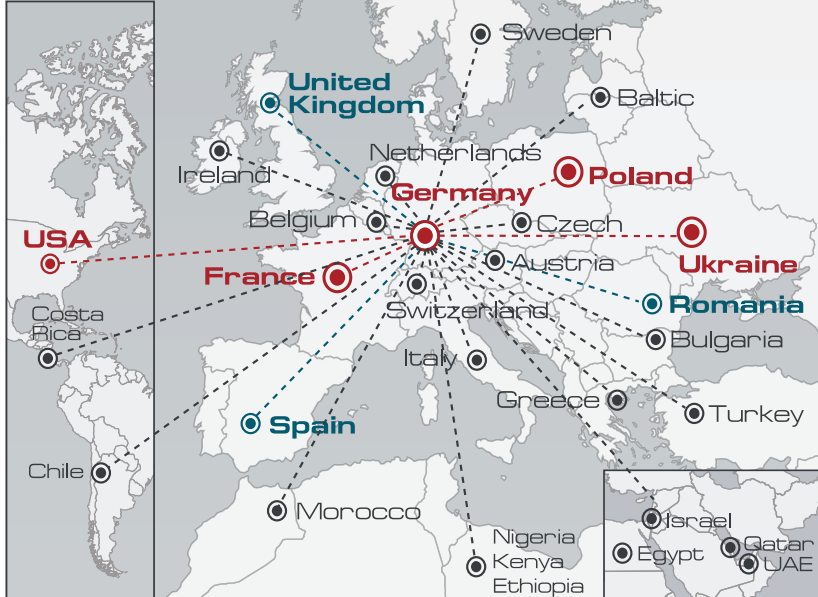 Sweden
United
Kingdom
Baltic
Ireland
Netherlands
Poland
Germany
Belgium
Czech
USA
Ukraine
Austria
France
Switzerland
Romania
Costa
Rica
Bulgaria
Italy
Greece
Turkey
Spain
Chile
Morocco
Israel
Nigeria
Kenya
Ethiopia
Qatar
Egypt
UAE